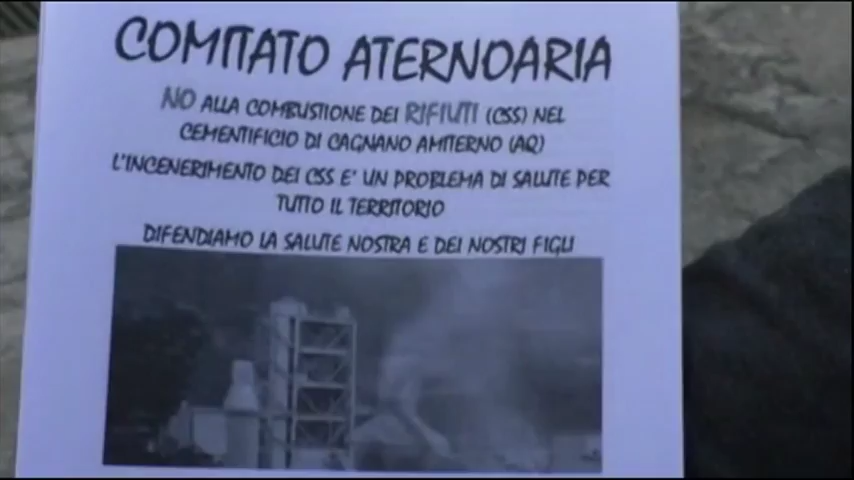 COMITATO ATERNOARIA
NO ALLA COMBUSTIONE DEI RIFIUTI (CSS) NEL
CEMENTIFICIO DI CAGNANO AMITERNO (AQ)
L'INCENERIMENTO DEI CSS E' UN PROBLEMA DI SALUTE PER
TUTTO IL TERRITORIO
DIFENDIAMO LA SALUTE NOSTRA E DEI NOSTRI FIGLI